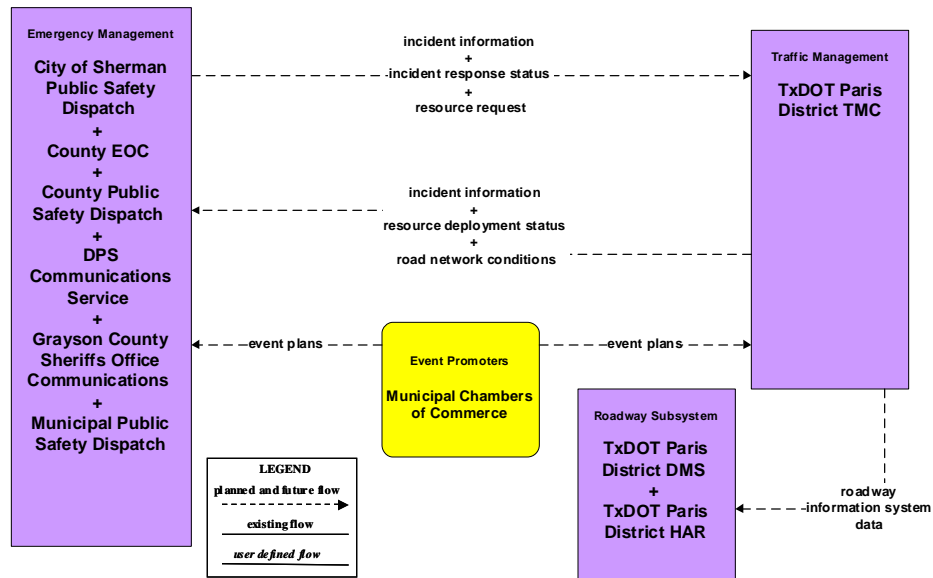 Emergency Management
City of Sherman
Public Safety
Dispatch
+
County EOC
+
County Public
Safety Dispatch
+
DPS
Communications
Service
+
Grayson County
Sheriffs Office
Communications
+
Municipal Public
Safety Dispatch
incident information
+
incident response status
+
resource request
Traffic Management
TxDOT Paris
District TMC
incident information
+
resource deployment status
+
road network conditions
event plans
Event Promoters
Municipal Chambers
of Commerce
event plans
Roadway Subsystem
TxDOT Paris
District DMS
+
TxDOT Paris
District HAR
roadway
information system
data
LEGEND
planned and future flow
existing flow
user defined flow